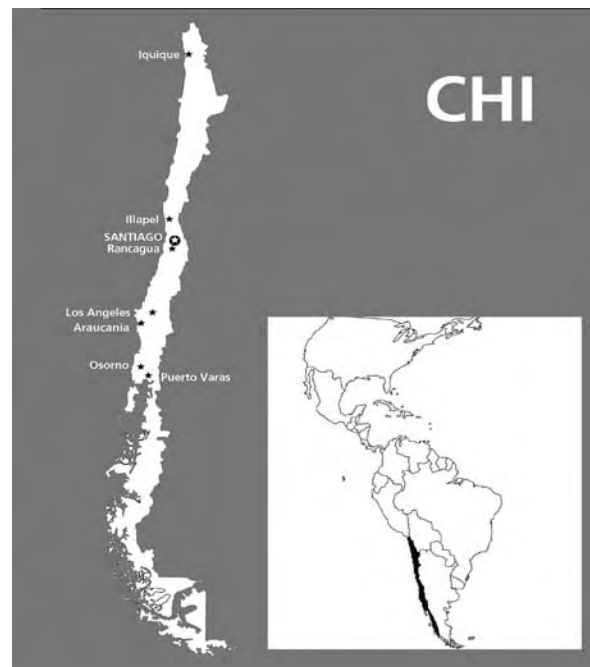 Iquique
CHI
Illapel
SANTIAGO
Rancagua
Los Angeles
Araucania
Osorno
Puerto Varas